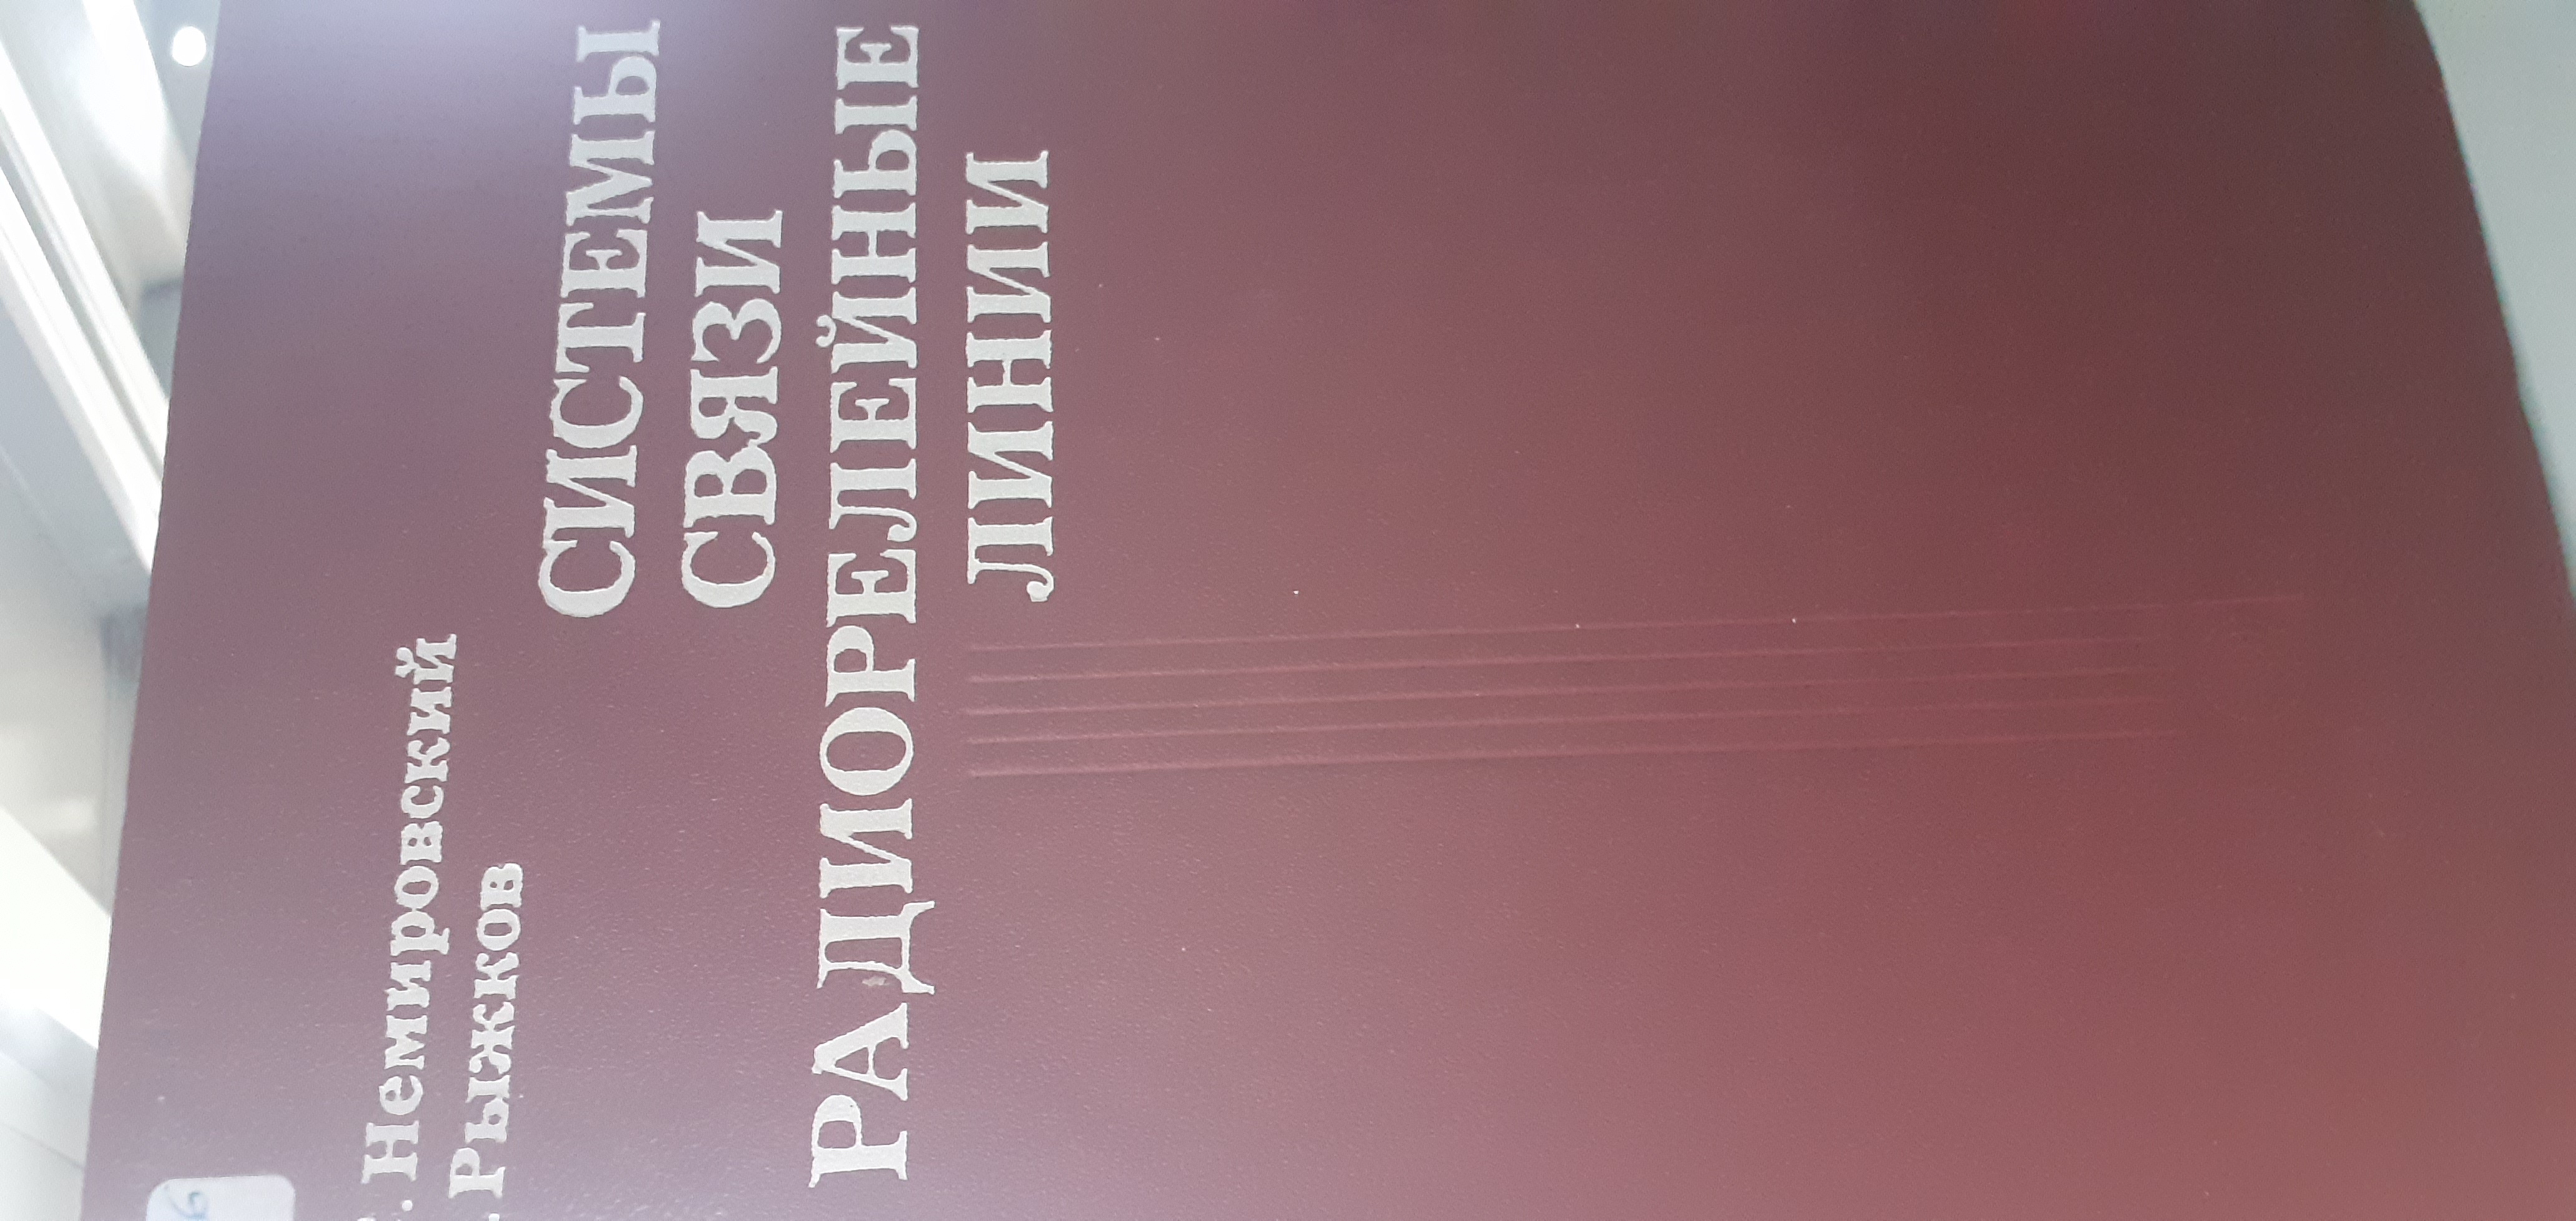 . Немировский
. Рыжков
СИСТЕМЫ
СВЯЗИ
РАДИОРЕЛЕЙНЫЕ
ЛИНИИ